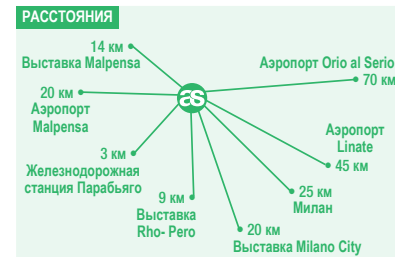 РАССТОЯНИЯ
14 км
Выставка Malpensa
Аэропорт Orio al Serio
70 км
20 км
Аэропорт
Malpensa
as
Аэропорт
Linate
45 км
3 км
Железнодорожная
станция Парабьяго
25 км
Милан
9 км
Выставка
Rho- Pero
20 км
Выставка Milano City